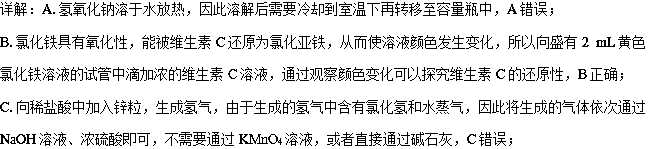 详解：A. 氢氧化钠溶于水放热，因此溶解后需要冷却到室温下再转移至容量瓶中，A 错误；
B. 氯化铁具有氧化性，能被维生素 C 还原为氯化亚铁，从而使溶液颜色发生变化，所以向盛有 2 mL 黄色
氯化铁溶液的试管中滴加浓的维生素 C 溶液，通过观察颜色变化可以探究维生素 C 的还原性，B 正确；
C. 向稀盐酸中加入锌粒，生成氢气，由于生成的氢气中含有氯化氢和水蒸气，因此将生成的气体依次通过
NaOH 溶液、浓硫酸即可，不需要通过 KMnO₄ 溶液，或者直接通过碱石灰，C 错误；